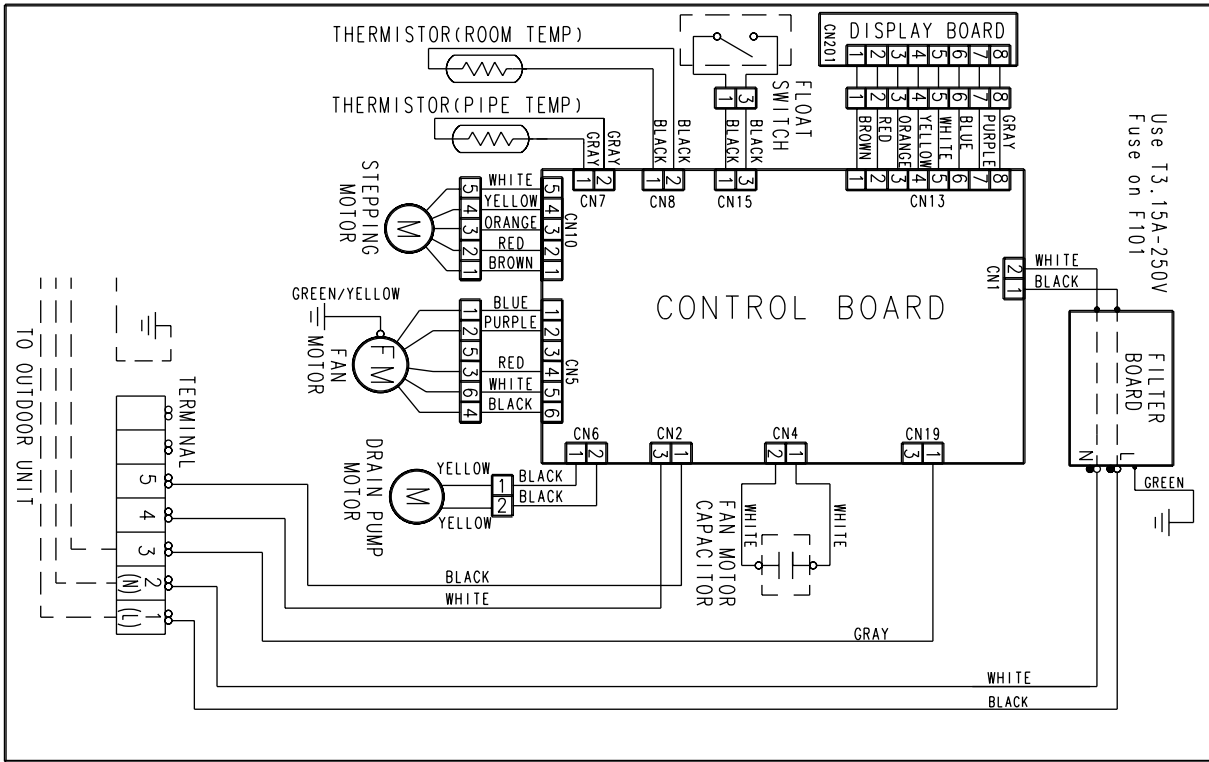 THERMISTOR(ROOM TEMP)
THERMISTOR(PIPE TEMP)
GRAY
GRAY
1 2
CN7
BLACK
BLACK
1 2
CN8
FLOAT
SWITCH
1 3
BLACK
BLACK
1 3
CN15
DISPLAY BOARD
CN201
1 2 3 4 5 6 7 8
1 2 3 4 5 6 7 8
BROWN
RED
ORANGE
YELLOW
WHITE
BLUE
PURPLE
GRAY
1 2 3 4 5 6 7 8
CN13
Use T3.15A-250V
Fuse on F101
STEPPING
MOTOR
M
5 WHITE 5
4 YELLOW 4
3 ORANGE 3
2 RED 2
1 BROWN 1
CN10
CONTROL BOARD
CN1
2 WHITE
1 BLACK
FILTER
BOARD
N
L
GREEN
GREEN/YELLOW
FAN
MOTOR
FM
1 BLUE 1
2 PURPLE 2
5 3
3 RED 4
6 WHITE 5
4 BLACK 6
CN5
DRAIN PUMP
MOTOR
M
YELLOW
YELLOW
1 BLACK
2 BLACK
CN6
1 2
CN2
3 1
CN4
2 1
CN19
3 1
WHITE
WHITE
FAN MOTOR
CAPACITOR
TERMINAL
5
4
3
2
(N)
1
(L)
TO OUTDOOR UNIT
BLACK
WHITE
GRAY
WHITE
BLACK